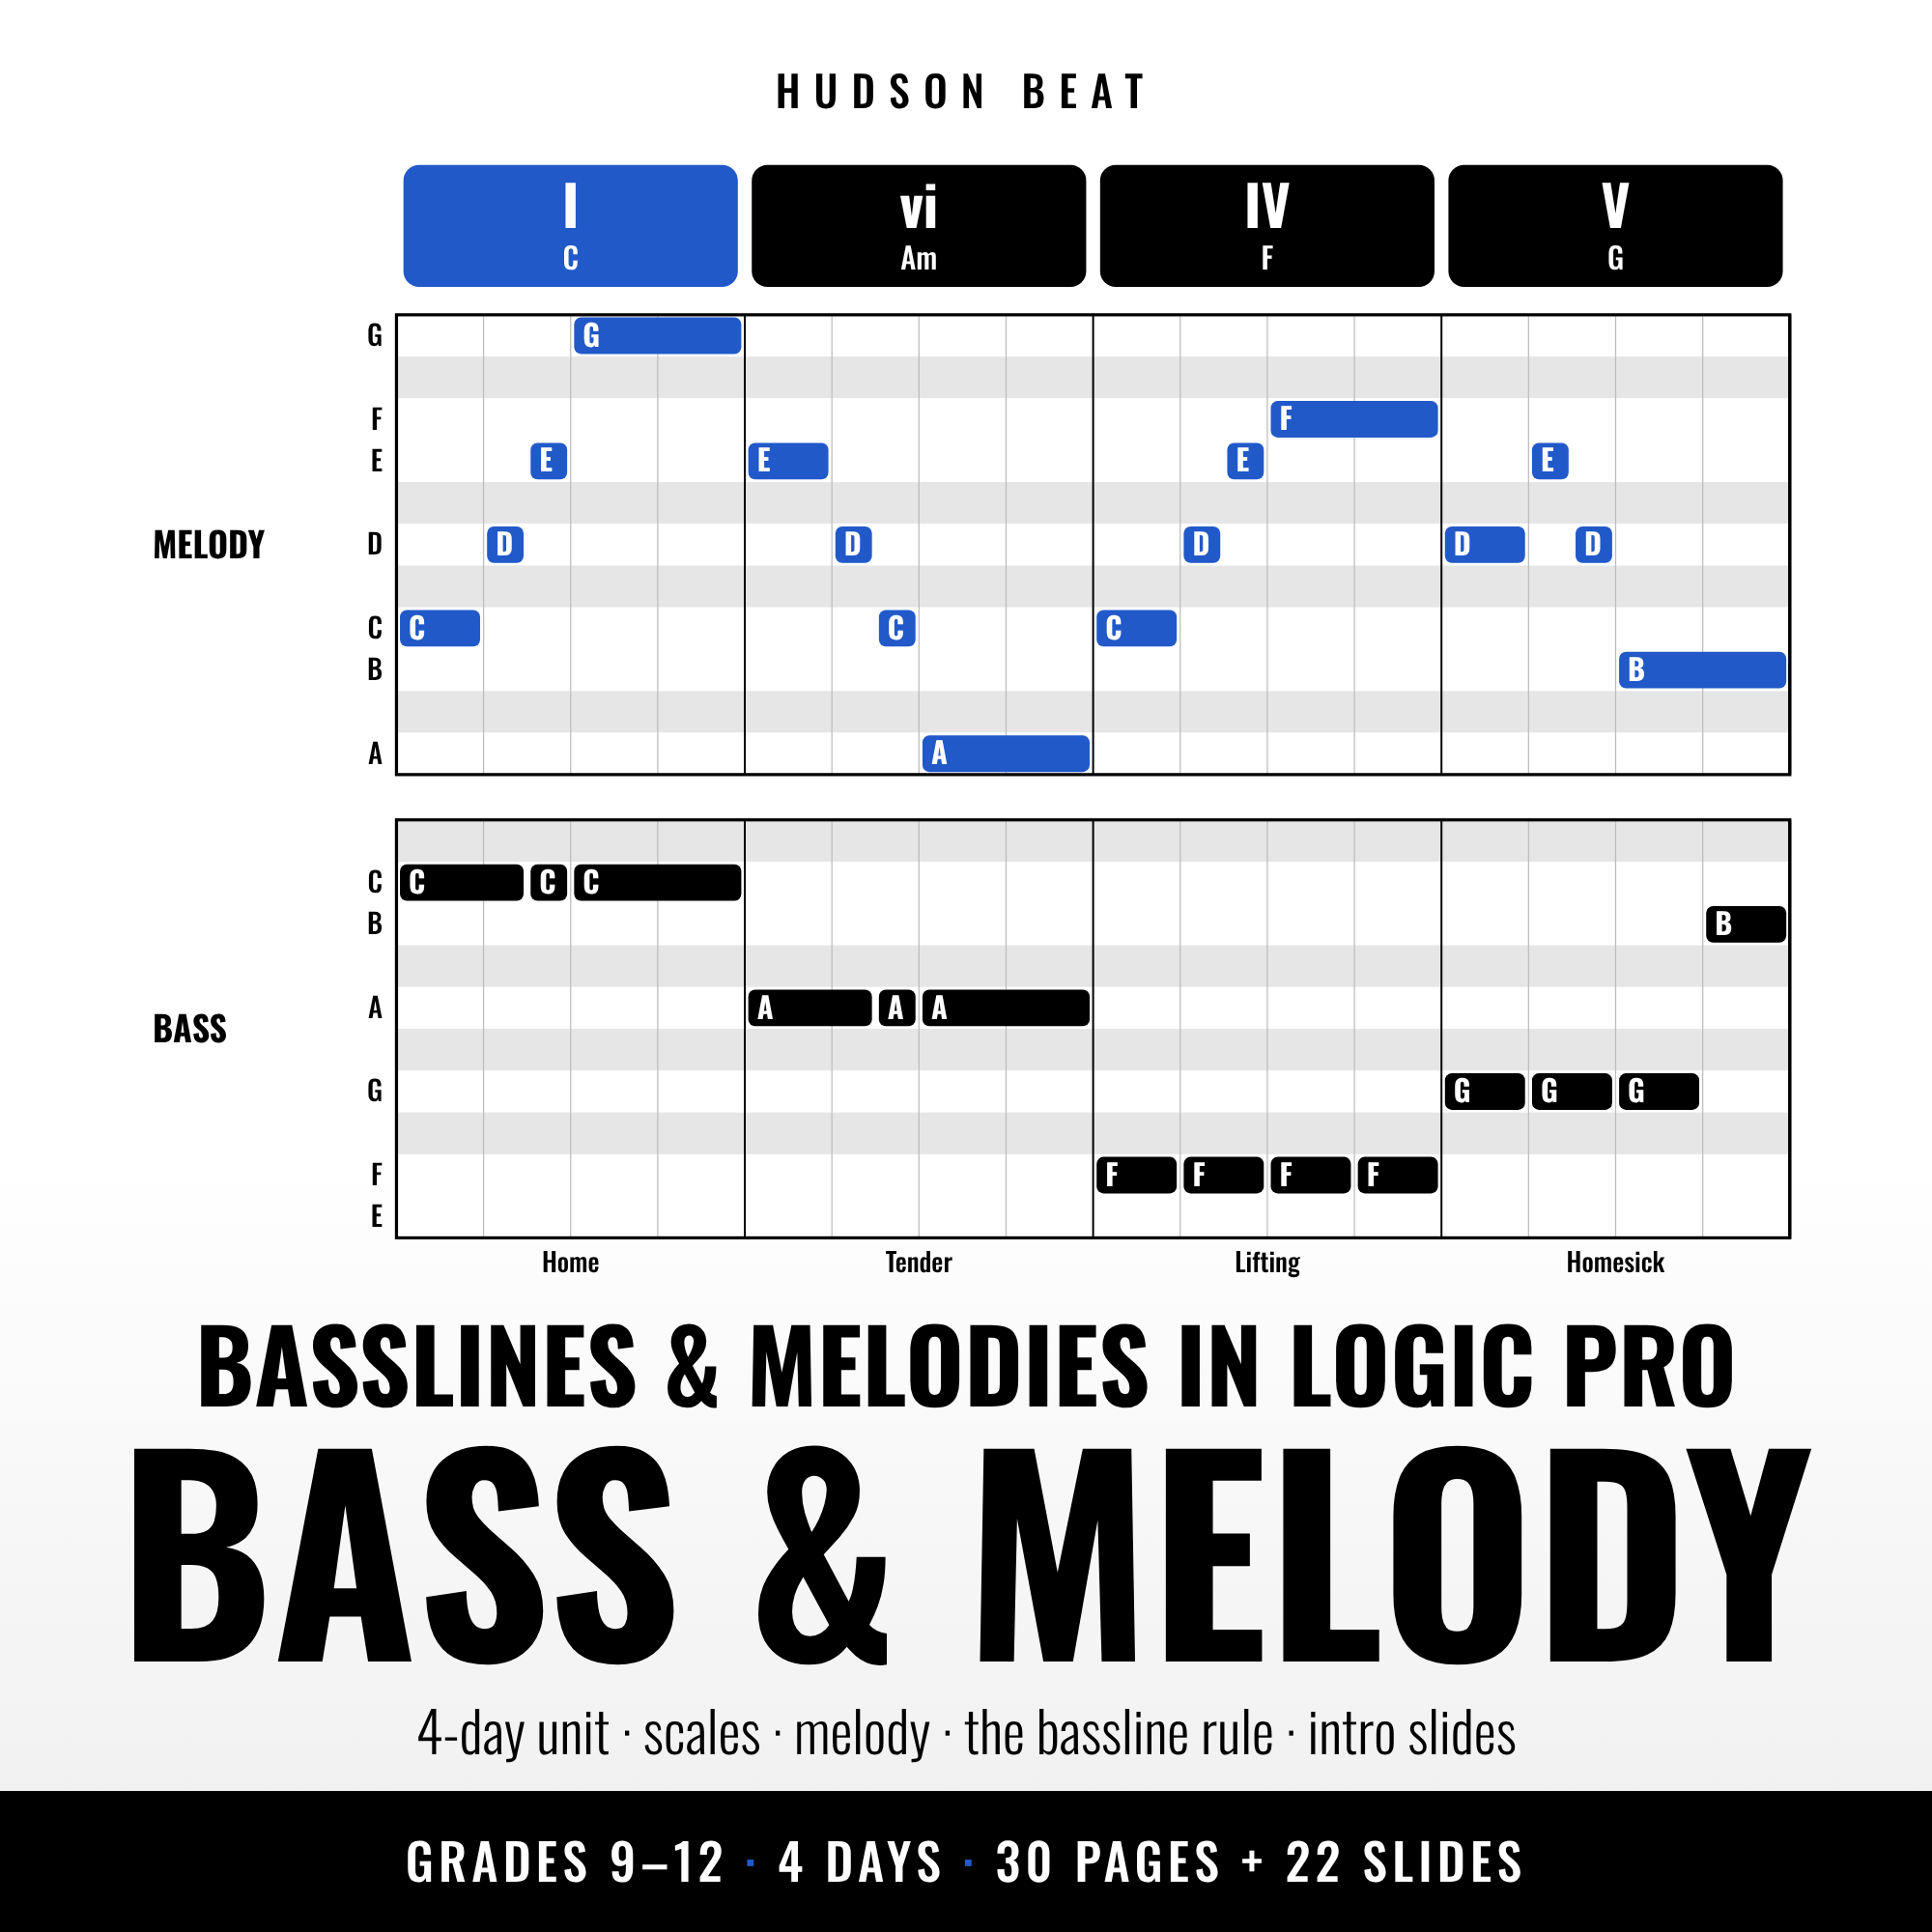 HUDSON BEAT
I vi IV V
C Am F G
G G
F F
E E E E E
MELODY D D D D D D
C C C C
B B
A A
C C C C
B B
A A A A
BASS
G G G G
F F F F F
E
Home Tender Lifting Homesick
BASSLINES & MELODIES IN LOGIC PRO
BASS & MELODY
4-day unit · scales · melody · the bassline rule · intro slides
GRADES 9–12 · 4 DAYS · 30 PAGES + 22 SLIDES